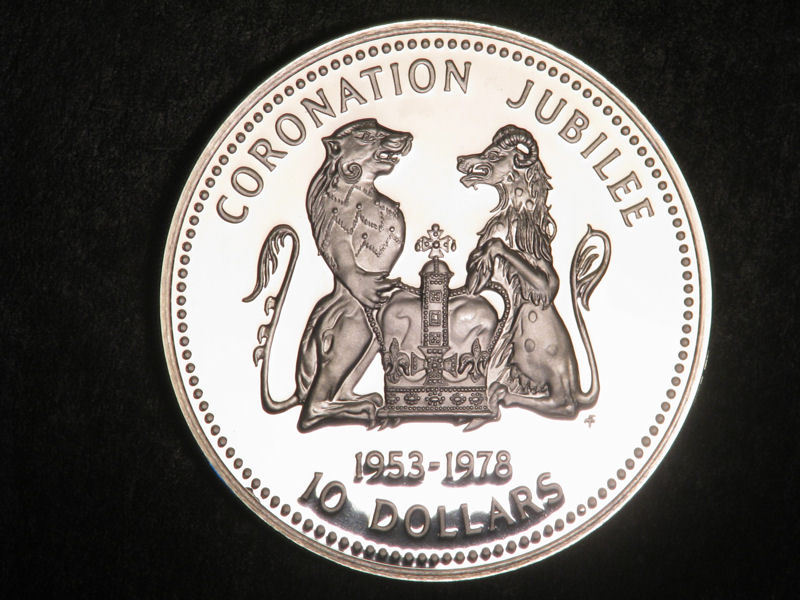 CORONATION JUBILEE
1953-1978
10 DOLLARS